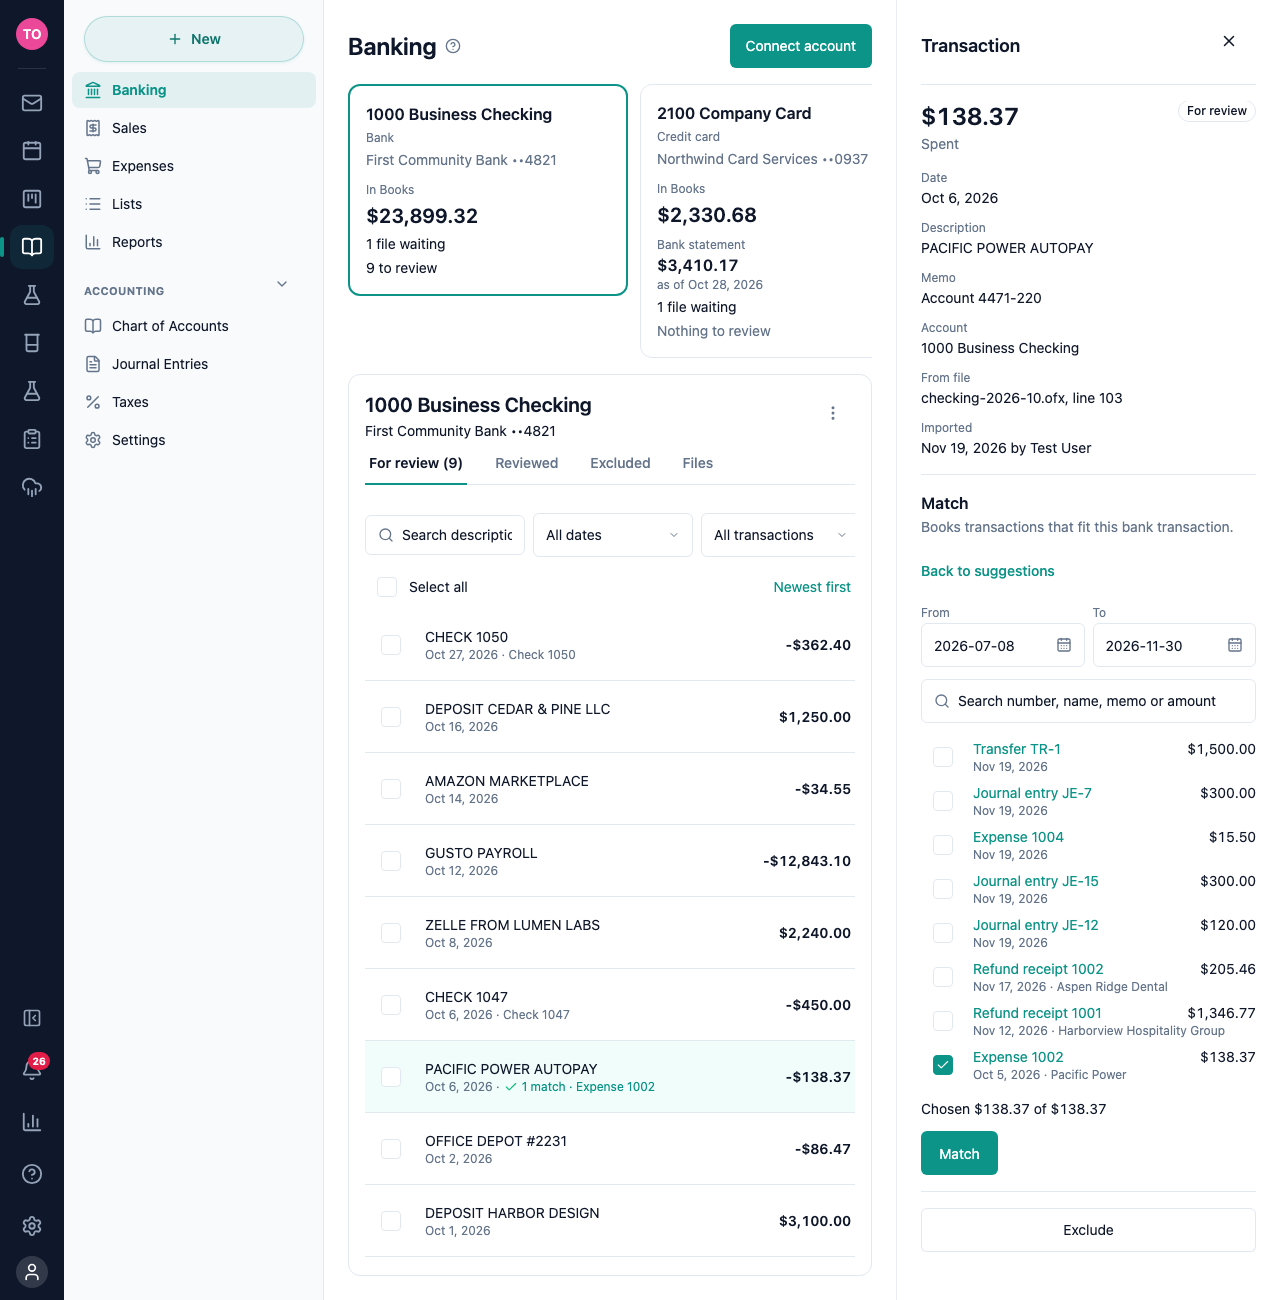 TO
26
New
Banking
Sales
Expenses
Lists
Reports
ACCOUNTING
Chart of Accounts
Journal Entries
Taxes
Settings
Banking
Connect account
1000 Business Checking
Bank
First Community Bank ••4821
In Books
$23,899.32
1 file waiting
9 to review
2100 Company Card
Credit card
Northwind Card Services ••0937
In Books
$2,330.68
Bank statement
$3,410.17
as of Oct 28, 2026
1 file waiting
Nothing to review
1000 Business Checking
First Community Bank ••4821
For review (9) Reviewed Excluded Files
Search descriptic All dates All transactions
Select all Newest first
CHECK 1050 -$362.40
Oct 27, 2026 · Check 1050
DEPOSIT CEDAR & PINE LLC $1,250.00
Oct 16, 2026
AMAZON MARKETPLACE -$34.55
Oct 14, 2026
GUSTO PAYROLL -$12,843.10
Oct 12, 2026
ZELLE FROM LUMEN LABS $2,240.00
Oct 8, 2026
CHECK 1047 -$450.00
Oct 6, 2026 · Check 1047
PACIFIC POWER AUTOPAY -$138.37
Oct 6, 2026 · 1 match · Expense 1002
OFFICE DEPOT #2231 -$86.47
Oct 2, 2026
DEPOSIT HARBOR DESIGN $3,100.00
Oct 1, 2026
Transaction
$138.37 For review
Spent
Date
Oct 6, 2026
Description
PACIFIC POWER AUTOPAY
Memo
Account 4471-220
Account
1000 Business Checking
From file
checking-2026-10.ofx, line 103
Imported
Nov 19, 2026 by Test User
Match
Books transactions that fit this bank transaction.
Back to suggestions
From To
2026-07-08 2026-11-30
Search number, name, memo or amount
Transfer TR-1 $1,500.00
Nov 19, 2026
Journal entry JE-7 $300.00
Nov 19, 2026
Expense 1004 $15.50
Nov 19, 2026
Journal entry JE-15 $300.00
Nov 19, 2026
Journal entry JE-12 $120.00
Nov 19, 2026
Refund receipt 1002 $205.46
Nov 17, 2026 · Aspen Ridge Dental
Refund receipt 1001 $1,346.77
Nov 12, 2026 · Harborview Hospitality Group
Expense 1002 $138.37
Oct 5, 2026 · Pacific Power
Chosen $138.37 of $138.37
Match
Exclude